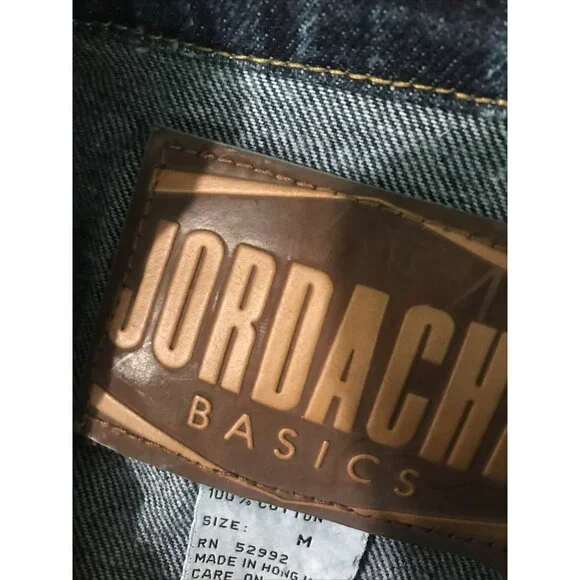 JORDACH
BASICS
100% COTTON
SIZE: M
RN 52992
MADE IN HONG
CARE ON